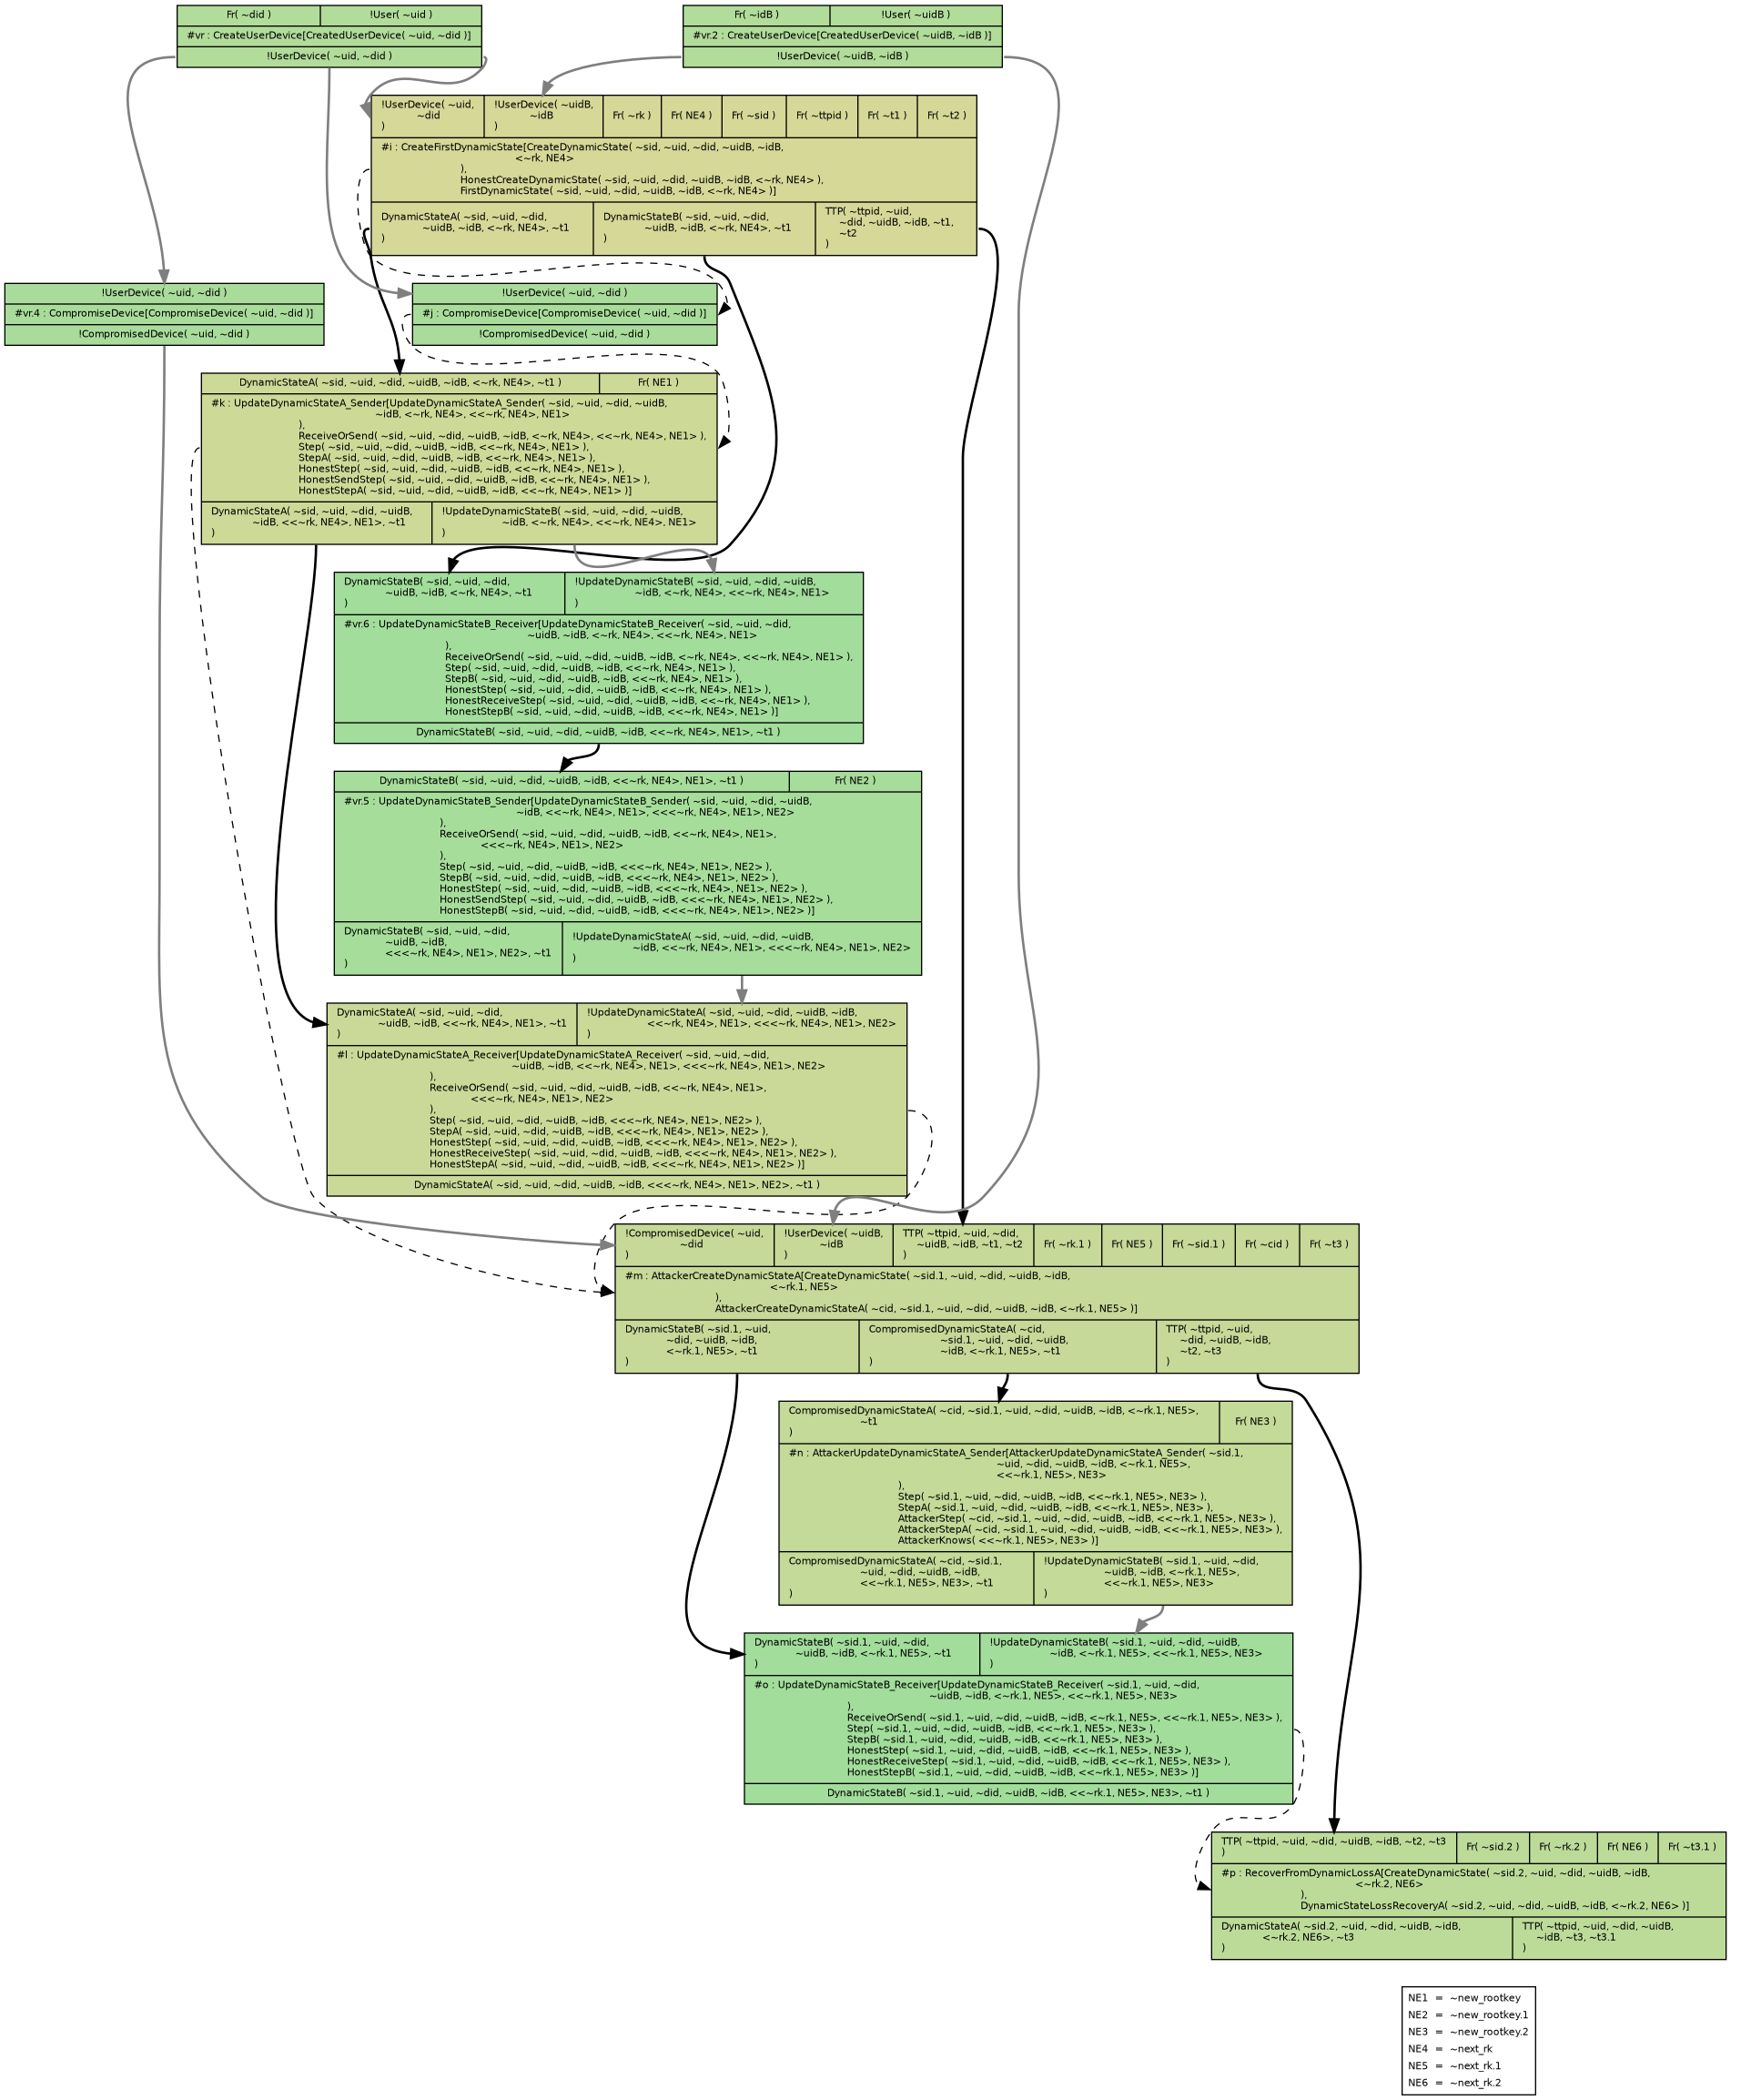 Fr( ~did )
!User( ~uid )
#vr : CreateUserDevice[CreatedUserDevice( ~uid, ~did )]
!UserDevice( ~uid, ~did )
Fr( ~idB )
!User( ~uidB )
#vr.2 : CreateUserDevice[CreatedUserDevice( ~uidB, ~idB )]
!UserDevice( ~uidB, ~idB )
!UserDevice( ~uid,
~did
)
!UserDevice( ~uidB,
~idB
)
Fr( ~rk )
Fr( NE4 )
Fr( ~sid )
Fr( ~ttpid )
Fr( ~t1 )
Fr( ~t2 )
#i : CreateFirstDynamicState[CreateDynamicState( ~sid, ~uid, ~did, ~uidB, ~idB,
<~rk, NE4>
),
HonestCreateDynamicState( ~sid, ~uid, ~did, ~uidB, ~idB, <~rk, NE4> ),
FirstDynamicState( ~sid, ~uid, ~did, ~uidB, ~idB, <~rk, NE4> )]
DynamicStateA( ~sid, ~uid, ~did,
~uidB, ~idB, <~rk, NE4>, ~t1
)
DynamicStateB( ~sid, ~uid, ~did,
~uidB, ~idB, <~rk, NE4>, ~t1
)
TTP( ~ttpid, ~uid,
~did, ~uidB, ~idB, ~t1,
~t2
)
!UserDevice( ~uid, ~did )
#vr.4 : CompromiseDevice[CompromiseDevice( ~uid, ~did )]
!CompromisedDevice( ~uid, ~did )
!UserDevice( ~uid, ~did )
#j : CompromiseDevice[CompromiseDevice( ~uid, ~did )]
!CompromisedDevice( ~uid, ~did )
DynamicStateA( ~sid, ~uid, ~did, ~uidB, ~idB, <~rk, NE4>, ~t1 )
Fr( NE1 )
#k : UpdateDynamicStateA_Sender[UpdateDynamicStateA_Sender( ~sid, ~uid, ~did, ~uidB,
~idB, <~rk, NE4>, <<~rk, NE4>, NE1>
),
ReceiveOrSend( ~sid, ~uid, ~did, ~uidB, ~idB, <~rk, NE4>, <<~rk, NE4>, NE1> ),
Step( ~sid, ~uid, ~did, ~uidB, ~idB, <<~rk, NE4>, NE1> ),
StepA( ~sid, ~uid, ~did, ~uidB, ~idB, <<~rk, NE4>, NE1> ),
HonestStep( ~sid, ~uid, ~did, ~uidB, ~idB, <<~rk, NE4>, NE1> ),
HonestSendStep( ~sid, ~uid, ~did, ~uidB, ~idB, <<~rk, NE4>, NE1> ),
HonestStepA( ~sid, ~uid, ~did, ~uidB, ~idB, <<~rk, NE4>, NE1> )]
DynamicStateA( ~sid, ~uid, ~did, ~uidB,
~idB, <<~rk, NE4>, NE1>, ~t1
)
!UpdateDynamicStateB( ~sid, ~uid, ~did, ~uidB,
~idB, <~rk, NE4>, <<~rk, NE4>, NE1>
)
DynamicStateB( ~sid, ~uid, ~did,
~uidB, ~idB, <~rk, NE4>, ~t1
)
!UpdateDynamicStateB( ~sid, ~uid, ~did, ~uidB,
~idB, <~rk, NE4>, <<~rk, NE4>, NE1>
)
#vr.6 : UpdateDynamicStateB_Receiver[UpdateDynamicStateB_Receiver( ~sid, ~uid, ~did,
~uidB, ~idB, <~rk, NE4>, <<~rk, NE4>, NE1>
),
ReceiveOrSend( ~sid, ~uid, ~did, ~uidB, ~idB, <~rk, NE4>, <<~rk, NE4>, NE1> ),
Step( ~sid, ~uid, ~did, ~uidB, ~idB, <<~rk, NE4>, NE1> ),
StepB( ~sid, ~uid, ~did, ~uidB, ~idB, <<~rk, NE4>, NE1> ),
HonestStep( ~sid, ~uid, ~did, ~uidB, ~idB, <<~rk, NE4>, NE1> ),
HonestReceiveStep( ~sid, ~uid, ~did, ~uidB, ~idB, <<~rk, NE4>, NE1> ),
HonestStepB( ~sid, ~uid, ~did, ~uidB, ~idB, <<~rk, NE4>, NE1> )]
DynamicStateB( ~sid, ~uid, ~did, ~uidB, ~idB, <<~rk, NE4>, NE1>, ~t1 )
DynamicStateB( ~sid, ~uid, ~did, ~uidB, ~idB, <<~rk, NE4>, NE1>, ~t1 )
Fr( NE2 )
#vr.5 : UpdateDynamicStateB_Sender[UpdateDynamicStateB_Sender( ~sid, ~uid, ~did, ~uidB,
~idB, <<~rk, NE4>, NE1>, <<<~rk, NE4>, NE1>, NE2>
),
ReceiveOrSend( ~sid, ~uid, ~did, ~uidB, ~idB, <<~rk, NE4>, NE1>,
<<<~rk, NE4>, NE1>, NE2>
),
Step( ~sid, ~uid, ~did, ~uidB, ~idB, <<<~rk, NE4>, NE1>, NE2> ),
StepB( ~sid, ~uid, ~did, ~uidB, ~idB, <<<~rk, NE4>, NE1>, NE2> ),
HonestStep( ~sid, ~uid, ~did, ~uidB, ~idB, <<<~rk, NE4>, NE1>, NE2> ),
HonestSendStep( ~sid, ~uid, ~did, ~uidB, ~idB, <<<~rk, NE4>, NE1>, NE2> ),
HonestStepB( ~sid, ~uid, ~did, ~uidB, ~idB, <<<~rk, NE4>, NE1>, NE2> )]
DynamicStateB( ~sid, ~uid, ~did,
~uidB, ~idB,
<<<~rk, NE4>, NE1>, NE2>, ~t1
)
!UpdateDynamicStateA( ~sid, ~uid, ~did, ~uidB,
~idB, <<~rk, NE4>, NE1>, <<<~rk, NE4>, NE1>, NE2>
)
DynamicStateA( ~sid, ~uid, ~did,
~uidB, ~idB, <<~rk, NE4>, NE1>, ~t1
)
!UpdateDynamicStateA( ~sid, ~uid, ~did, ~uidB, ~idB,
<<~rk, NE4>, NE1>, <<<~rk, NE4>, NE1>, NE2>
)
#l : UpdateDynamicStateA_Receiver[UpdateDynamicStateA_Receiver( ~sid, ~uid, ~did,
~uidB, ~idB, <<~rk, NE4>, NE1>, <<<~rk, NE4>, NE1>, NE2>
),
ReceiveOrSend( ~sid, ~uid, ~did, ~uidB, ~idB, <<~rk, NE4>, NE1>,
<<<~rk, NE4>, NE1>, NE2>
),
Step( ~sid, ~uid, ~did, ~uidB, ~idB, <<<~rk, NE4>, NE1>, NE2> ),
StepA( ~sid, ~uid, ~did, ~uidB, ~idB, <<<~rk, NE4>, NE1>, NE2> ),
HonestStep( ~sid, ~uid, ~did, ~uidB, ~idB, <<<~rk, NE4>, NE1>, NE2> ),
HonestReceiveStep( ~sid, ~uid, ~did, ~uidB, ~idB, <<<~rk, NE4>, NE1>, NE2> ),
HonestStepA( ~sid, ~uid, ~did, ~uidB, ~idB, <<<~rk, NE4>, NE1>, NE2> )]
DynamicStateA( ~sid, ~uid, ~did, ~uidB, ~idB, <<<~rk, NE4>, NE1>, NE2>, ~t1 )
!CompromisedDevice( ~uid,
~did
)
!UserDevice( ~uidB,
~idB
)
TTP( ~ttpid, ~uid, ~did,
~uidB, ~idB, ~t1, ~t2
)
Fr( ~rk.1 )
Fr( NE5 )
Fr( ~sid.1 )
Fr( ~cid )
Fr( ~t3 )
#m : AttackerCreateDynamicStateA[CreateDynamicState( ~sid.1, ~uid, ~did, ~uidB, ~idB,
<~rk.1, NE5>
),
AttackerCreateDynamicStateA( ~cid, ~sid.1, ~uid, ~did, ~uidB, ~idB, <~rk.1, NE5> )]
DynamicStateB( ~sid.1, ~uid,
~did, ~uidB, ~idB,
<~rk.1, NE5>, ~t1
)
CompromisedDynamicStateA( ~cid,
~sid.1, ~uid, ~did, ~uidB,
~idB, <~rk.1, NE5>, ~t1
)
TTP( ~ttpid, ~uid,
~did, ~uidB, ~idB,
~t2, ~t3
)
CompromisedDynamicStateA( ~cid, ~sid.1, ~uid, ~did, ~uidB, ~idB, <~rk.1, NE5>,
~t1
)
Fr( NE3 )
#n : AttackerUpdateDynamicStateA_Sender[AttackerUpdateDynamicStateA_Sender( ~sid.1,
~uid, ~did, ~uidB, ~idB, <~rk.1, NE5>,
<<~rk.1, NE5>, NE3>
),
Step( ~sid.1, ~uid, ~did, ~uidB, ~idB, <<~rk.1, NE5>, NE3> ),
StepA( ~sid.1, ~uid, ~did, ~uidB, ~idB, <<~rk.1, NE5>, NE3> ),
AttackerStep( ~cid, ~sid.1, ~uid, ~did, ~uidB, ~idB, <<~rk.1, NE5>, NE3> ),
AttackerStepA( ~cid, ~sid.1, ~uid, ~did, ~uidB, ~idB, <<~rk.1, NE5>, NE3> ),
AttackerKnows( <<~rk.1, NE5>, NE3> )]
CompromisedDynamicStateA( ~cid, ~sid.1,
~uid, ~did, ~uidB, ~idB,
<<~rk.1, NE5>, NE3>, ~t1
)
!UpdateDynamicStateB( ~sid.1, ~uid, ~did,
~uidB, ~idB, <~rk.1, NE5>,
<<~rk.1, NE5>, NE3>
)
DynamicStateB( ~sid.1, ~uid, ~did,
~uidB, ~idB, <~rk.1, NE5>, ~t1
)
!UpdateDynamicStateB( ~sid.1, ~uid, ~did, ~uidB,
~idB, <~rk.1, NE5>, <<~rk.1, NE5>, NE3>
)
#o : UpdateDynamicStateB_Receiver[UpdateDynamicStateB_Receiver( ~sid.1, ~uid, ~did,
~uidB, ~idB, <~rk.1, NE5>, <<~rk.1, NE5>, NE3>
),
ReceiveOrSend( ~sid.1, ~uid, ~did, ~uidB, ~idB, <~rk.1, NE5>, <<~rk.1, NE5>, NE3> ),
Step( ~sid.1, ~uid, ~did, ~uidB, ~idB, <<~rk.1, NE5>, NE3> ),
StepB( ~sid.1, ~uid, ~did, ~uidB, ~idB, <<~rk.1, NE5>, NE3> ),
HonestStep( ~sid.1, ~uid, ~did, ~uidB, ~idB, <<~rk.1, NE5>, NE3> ),
HonestReceiveStep( ~sid.1, ~uid, ~did, ~uidB, ~idB, <<~rk.1, NE5>, NE3> ),
HonestStepB( ~sid.1, ~uid, ~did, ~uidB, ~idB, <<~rk.1, NE5>, NE3> )]
DynamicStateB( ~sid.1, ~uid, ~did, ~uidB, ~idB, <<~rk.1, NE5>, NE3>, ~t1 )
TTP( ~ttpid, ~uid, ~did, ~uidB, ~idB, ~t2, ~t3
)
Fr( ~sid.2 )
Fr( ~rk.2 )
Fr( NE6 )
Fr( ~t3.1 )
#p : RecoverFromDynamicLossA[CreateDynamicState( ~sid.2, ~uid, ~did, ~uidB, ~idB,
<~rk.2, NE6>
),
DynamicStateLossRecoveryA( ~sid.2, ~uid, ~did, ~uidB, ~idB, <~rk.2, NE6> )]
DynamicStateA( ~sid.2, ~uid, ~did, ~uidB, ~idB,
<~rk.2, NE6>, ~t3
)
TTP( ~ttpid, ~uid, ~did, ~uidB,
~idB, ~t3, ~t3.1
)
NE1 = ~new_rootkey
NE2 = ~new_rootkey.1
NE3 = ~new_rootkey.2
NE4 = ~next_rk
NE5 = ~next_rk.1
NE6 = ~next_rk.2